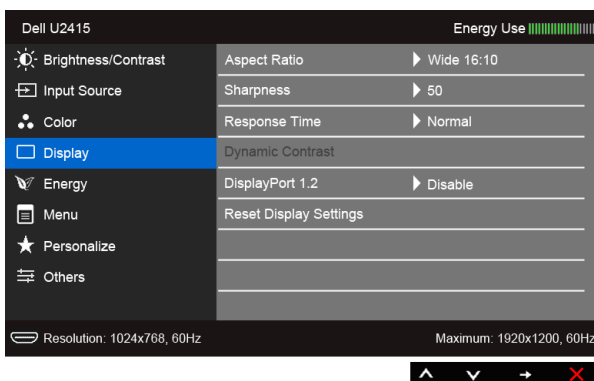 Dell U2415 Energy Use
Brightness/Contrast Aspect Ratio Wide 16:10
Input Source Sharpness 50
Color Response Time Normal
Display Dynamic Contrast
Energy DisplayPort 1.2 Disable
Menu Reset Display Settings
Personalize
Others
Resolution: 1024x768, 60Hz Maximum: 1920x1200, 60Hz